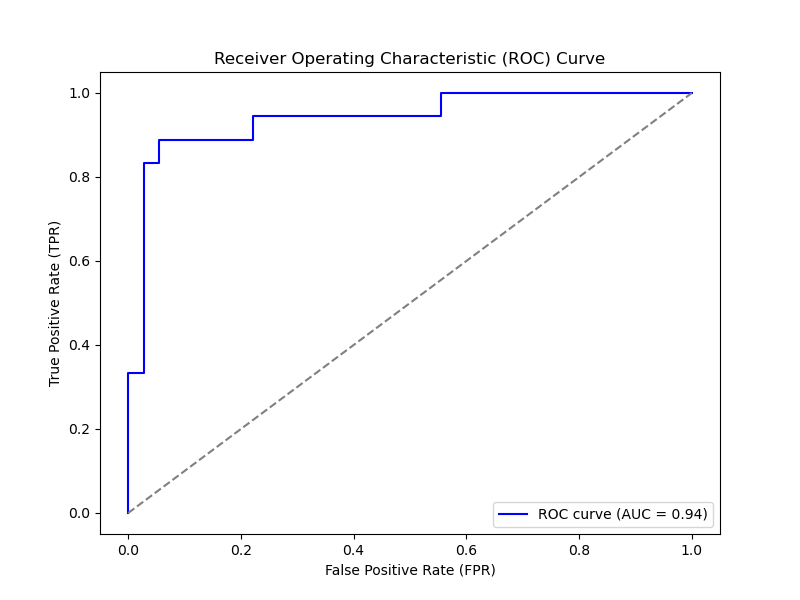 Receiver Operating Characteristic (ROC) Curve
1.0
0.8
0.6
0.4
0.2
0.0
True Positive Rate (TPR)
ROC curve (AUC = 0.94)
0.0 0.2 0.4 0.6 0.8 1.0
False Positive Rate (FPR)